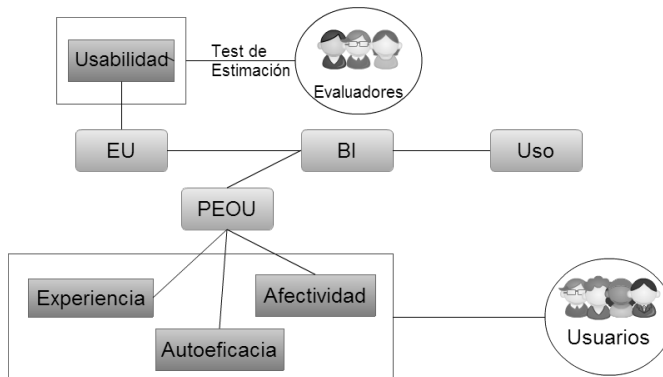 Usabilidad
Test de
Estimación
Evaluadores
EU
BI
Uso
PEOU
Experiencia
Afectividad
Autoeficacia
Usuarios